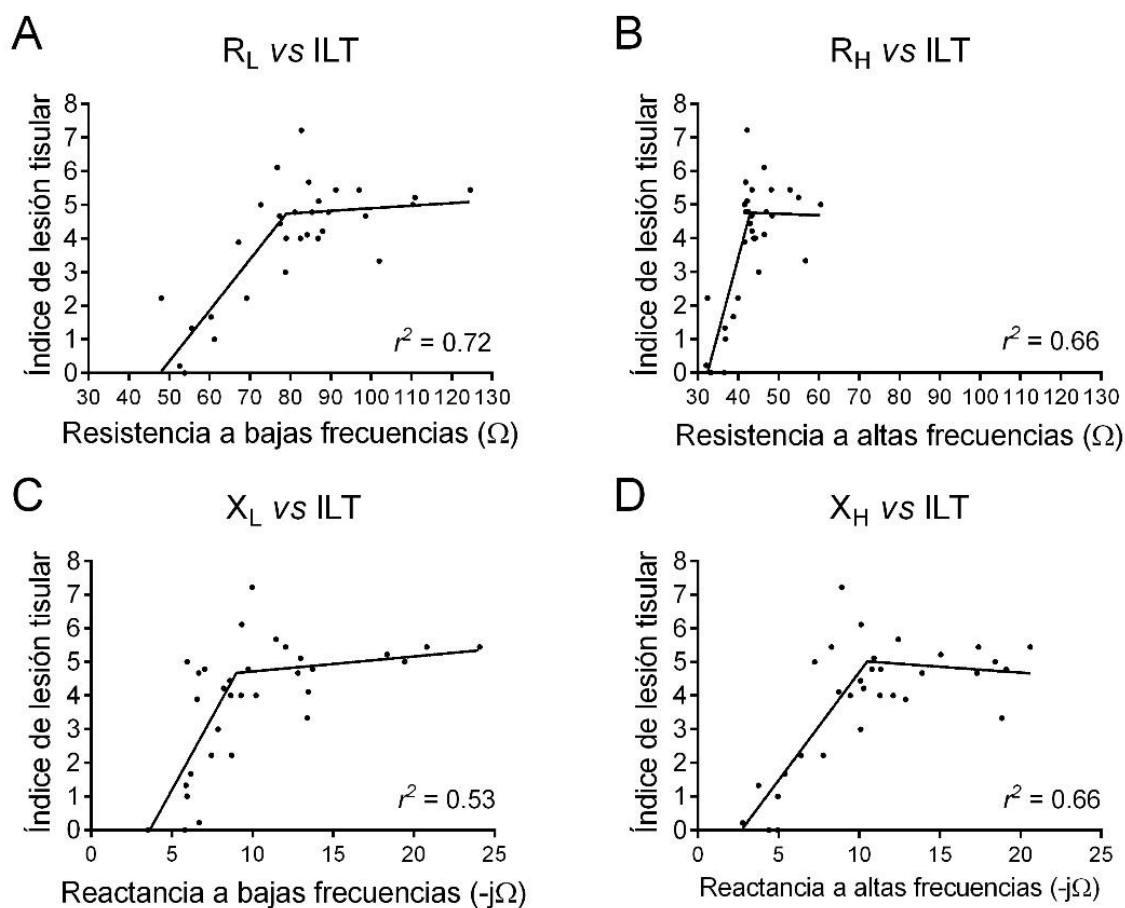 A
R_L vs ILT
Índice de lesión tisular
8
7
6
5
4
3
2
1
0
r² = 0.72
30 40 50 60 70 80 90 100 110 120 130
Resistencia a bajas frecuencias (Ω)
B
R_H vs ILT
Índice de lesión tisular
8
7
6
5
4
3
2
1
0
r² = 0.66
30 40 50 60 70 80 90 100 110 120 130
Resistencia a altas frecuencias (Ω)
C
X_L vs ILT
Índice de lesión tisular
8
7
6
5
4
3
2
1
0
r² = 0.53
0 5 10 15 20 25
Reactancia a bajas frecuencias (-jΩ)
D
X_H vs ILT
Índice de lesión tisular
8
7
6
5
4
3
2
1
0
r² = 0.66
0 5 10 15 20 25
Reactancia a altas frecuencias (-jΩ)